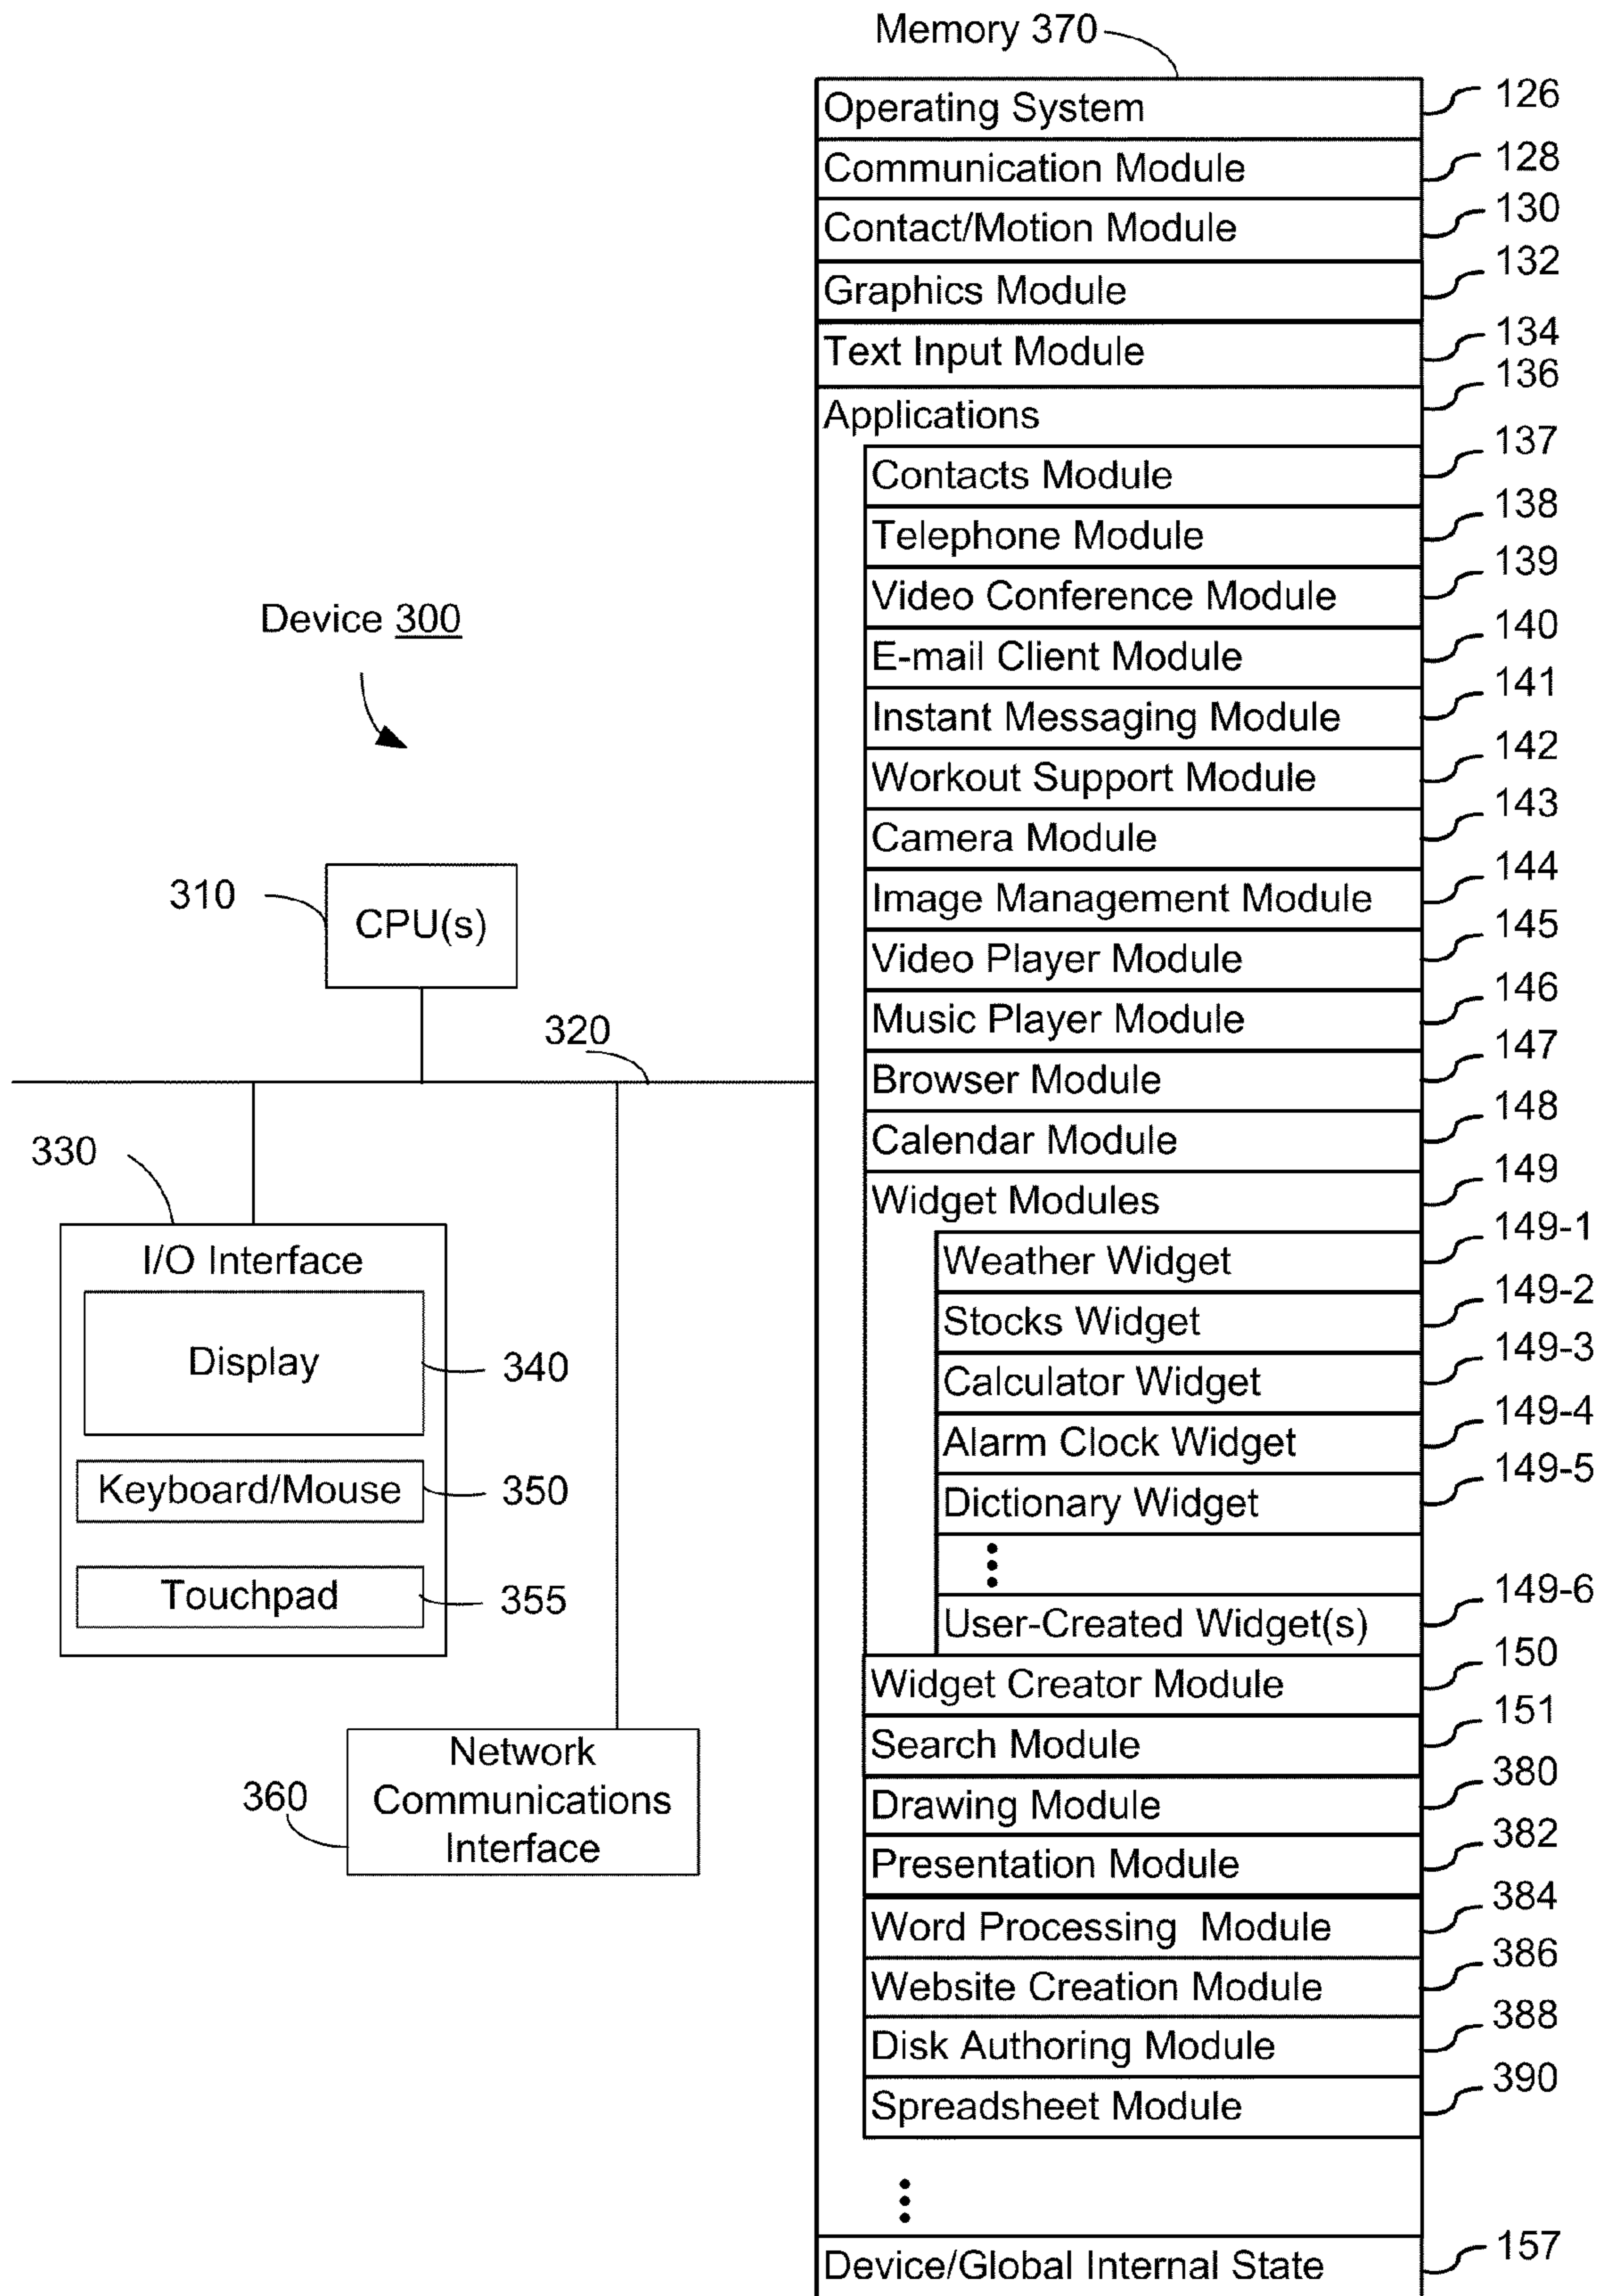 Memory 370
Operating System 126
Communication Module 128
Contact/Motion Module 130
Graphics Module 132
Text Input Module 134
Applications 136
Contacts Module 137
Telephone Module 138
Video Conference Module 139
E-mail Client Module 140
Instant Messaging Module 141
Workout Support Module 142
Camera Module 143
Image Management Module 144
Video Player Module 145
Music Player Module 146
Browser Module 147
Calendar Module 148
Widget Modules 149
Weather Widget 149-1
Stocks Widget 149-2
Calculator Widget 149-3
Alarm Clock Widget 149-4
Dictionary Widget 149-5
User-Created Widget(s) 149-6
Widget Creator Module 150
Search Module 151
Drawing Module 380
Presentation Module 382
Word Processing  Module 384
Website Creation Module 386
Disk Authoring Module 388
Spreadsheet Module 390
Device/Global Internal State 157
Device 300
310
CPU(s)
320
330
I/O Interface
Display 340
Keyboard/Mouse 350
Touchpad 355
360
Network
Communications
Interface